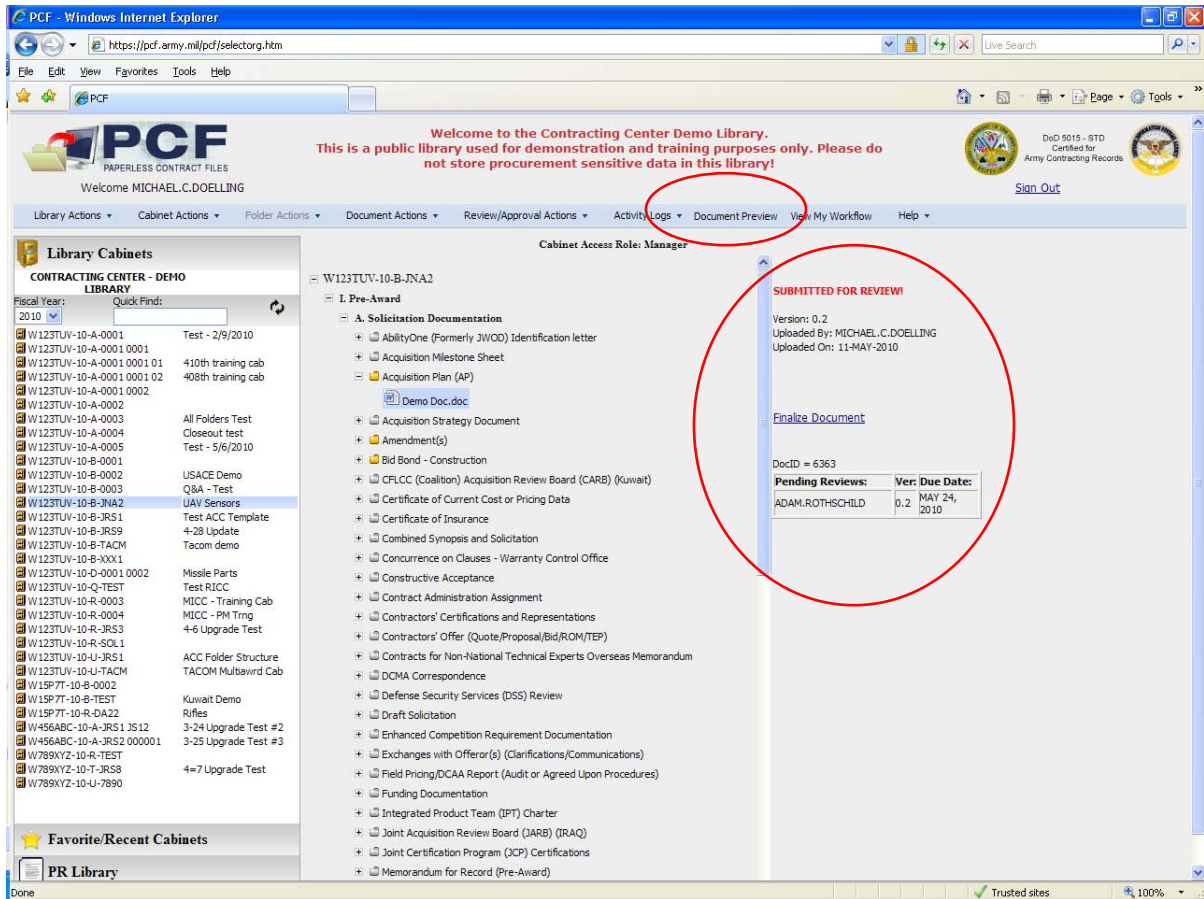 PCF - Windows Internet Explorer
https://pcf.army.mil/pcf/selectorg.htm
Live Search
File Edit View Favorites Tools Help
PCF
Page Tools
PCF
PAPERLESS CONTRACT FILES
Welcome MICHAEL.C.DOELLING
Welcome to the Contracting Center Demo Library.
This is a public library used for demonstration and training purposes only. Please do
not store procurement sensitive data in this library!
DoD 5015 - STD
Certified for
Army Contracting Records
Sign Out
Library Actions Cabinet Actions Folder Actions Document Actions Review/Approval Actions Activity Logs Document Preview View My Workflow Help
Library Cabinets
CONTRACTING CENTER - DEMO
LIBRARY
Fiscal Year: Quick Find:
2010
W123TUV-10-A-0001 Test - 2/9/2010
W123TUV-10-A-0001 0001
W123TUV-10-A-0001 0001 01 410th training cab
W123TUV-10-A-0001 0001 02 408th training cab
W123TUV-10-A-0001 0002
W123TUV-10-A-0002
W123TUV-10-A-0003 All Folders Test
W123TUV-10-A-0004 Closeout test
W123TUV-10-A-0005 Test - 5/6/2010
W123TUV-10-B-0001
W123TUV-10-B-0002 USACE Demo
W123TUV-10-B-0003 Q&A - Test
W123TUV-10-B-JNA2 UAV Sensors
W123TUV-10-B-JRS1 Test ACC Template
W123TUV-10-B-JRS9 4-28 Update
W123TUV-10-B-TACM Tacom demo
W123TUV-10-B-XXX1
W123TUV-10-D-0001 0002 Missile Parts
W123TUV-10-Q-TEST Test RICC
W123TUV-10-R-0003 MICC - Training Cab
W123TUV-10-R-0004 MICC - PM Trng
W123TUV-10-R-JRS3 4-6 Upgrade Test
W123TUV-10-R-SOL1
W123TUV-10-U-JRS1 ACC Folder Structure
W123TUV-10-U-TACM TACOM Multiawrd Cab
W15P7T-10-B-0002
W15P7T-10-B-TEST Kuwait Demo
W15P7T-10-R-DA22 Rifles
W456ABC-10-A-JRS1 JS12 3-24 Upgrade Test #2
W456ABC-10-A-JRS2 000001 3-25 Upgrade Test #3
W789XYZ-10-R-TEST
W789XYZ-10-T-JRS8 4=7 Upgrade Test
W789XYZ-10-U-7890
Favorite/Recent Cabinets
PR Library
Cabinet Access Role: Manager
W123TUV-10-B-JNA2
I. Pre-Award
A. Solicitation Documentation
AbilityOne (Formerly JWOD) Identification letter
Acquisition Milestone Sheet
Acquisition Plan (AP)
Demo Doc.doc
Acquisition Strategy Document
Amendment(s)
Bid Bond - Construction
CFLCC (Coalition) Acquisition Review Board (CARB) (Kuwait)
Certificate of Current Cost or Pricing Data
Certificate of Insurance
Combined Synopsis and Solicitation
Concurrence on Clauses - Warranty Control Office
Constructive Acceptance
Contract Administration Assignment
Contractors' Certifications and Representations
Contractors' Offer (Quote/Proposal/Bid/ROM/TEP)
Contracts for Non-National Technical Experts Overseas Memorandum
DCMA Correspondence
Defense Security Services (DSS) Review
Draft Solicitation
Enhanced Competition Requirement Documentation
Exchanges with Offeror(s) (Clarifications/Communications)
Field Pricing/DCAA Report (Audit or Agreed Upon Procedures)
Funding Documentation
Integrated Product Team (IPT) Charter
Joint Acquisition Review Board (JARB) (IRAQ)
Joint Certification Program (JCP) Certifications
Memorandum for Record (Pre-Award)
SUBMITTED FOR REVIEW!
Version: 0.2
Uploaded By: MICHAEL.C.DOELLING
Uploaded On: 11-MAY-2010
Finalize Document
DocID = 6363
Pending Reviews: Ver: Due Date:
ADAM.ROTHSCHILD 0.2 MAY 24,
2010
Done
Trusted sites
100%